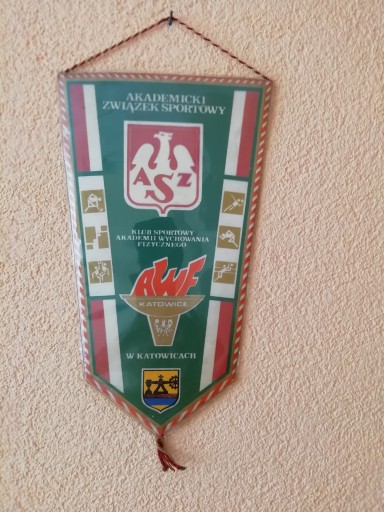 AKADEMICKI
ZWIĄZEK SPORTOWY
AZS
KLUB SPORTOWY
AKADEMII WYCHOWANIA
FIZYCZNEGO
AWF
KATOWICE
W KATOWICACH